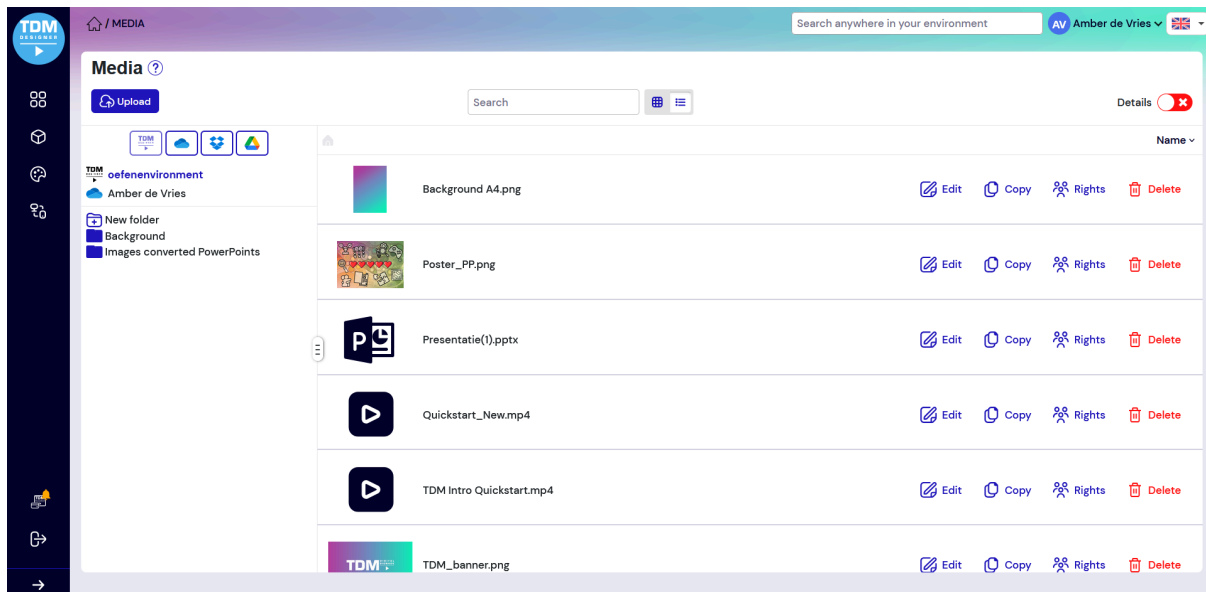 TDM
DESIGNER
/ MEDIA
Search anywhere in your environment
AV Amber de Vries
Media ?
Upload
Search
Details
TDM
Name
TDM oefenenvironment
Amber de Vries
New folder
Background
Images converted PowerPoints
Background A4.png
Edit Copy Rights Delete
Poster_PP.png
Edit Copy Rights Delete
P
Presentatie(1).pptx
Edit Copy Rights Delete
Quickstart_New.mp4
Edit Copy Rights Delete
TDM Intro Quickstart.mp4
Edit Copy Rights Delete
TDM
TDM_banner.png
Edit Copy Rights Delete